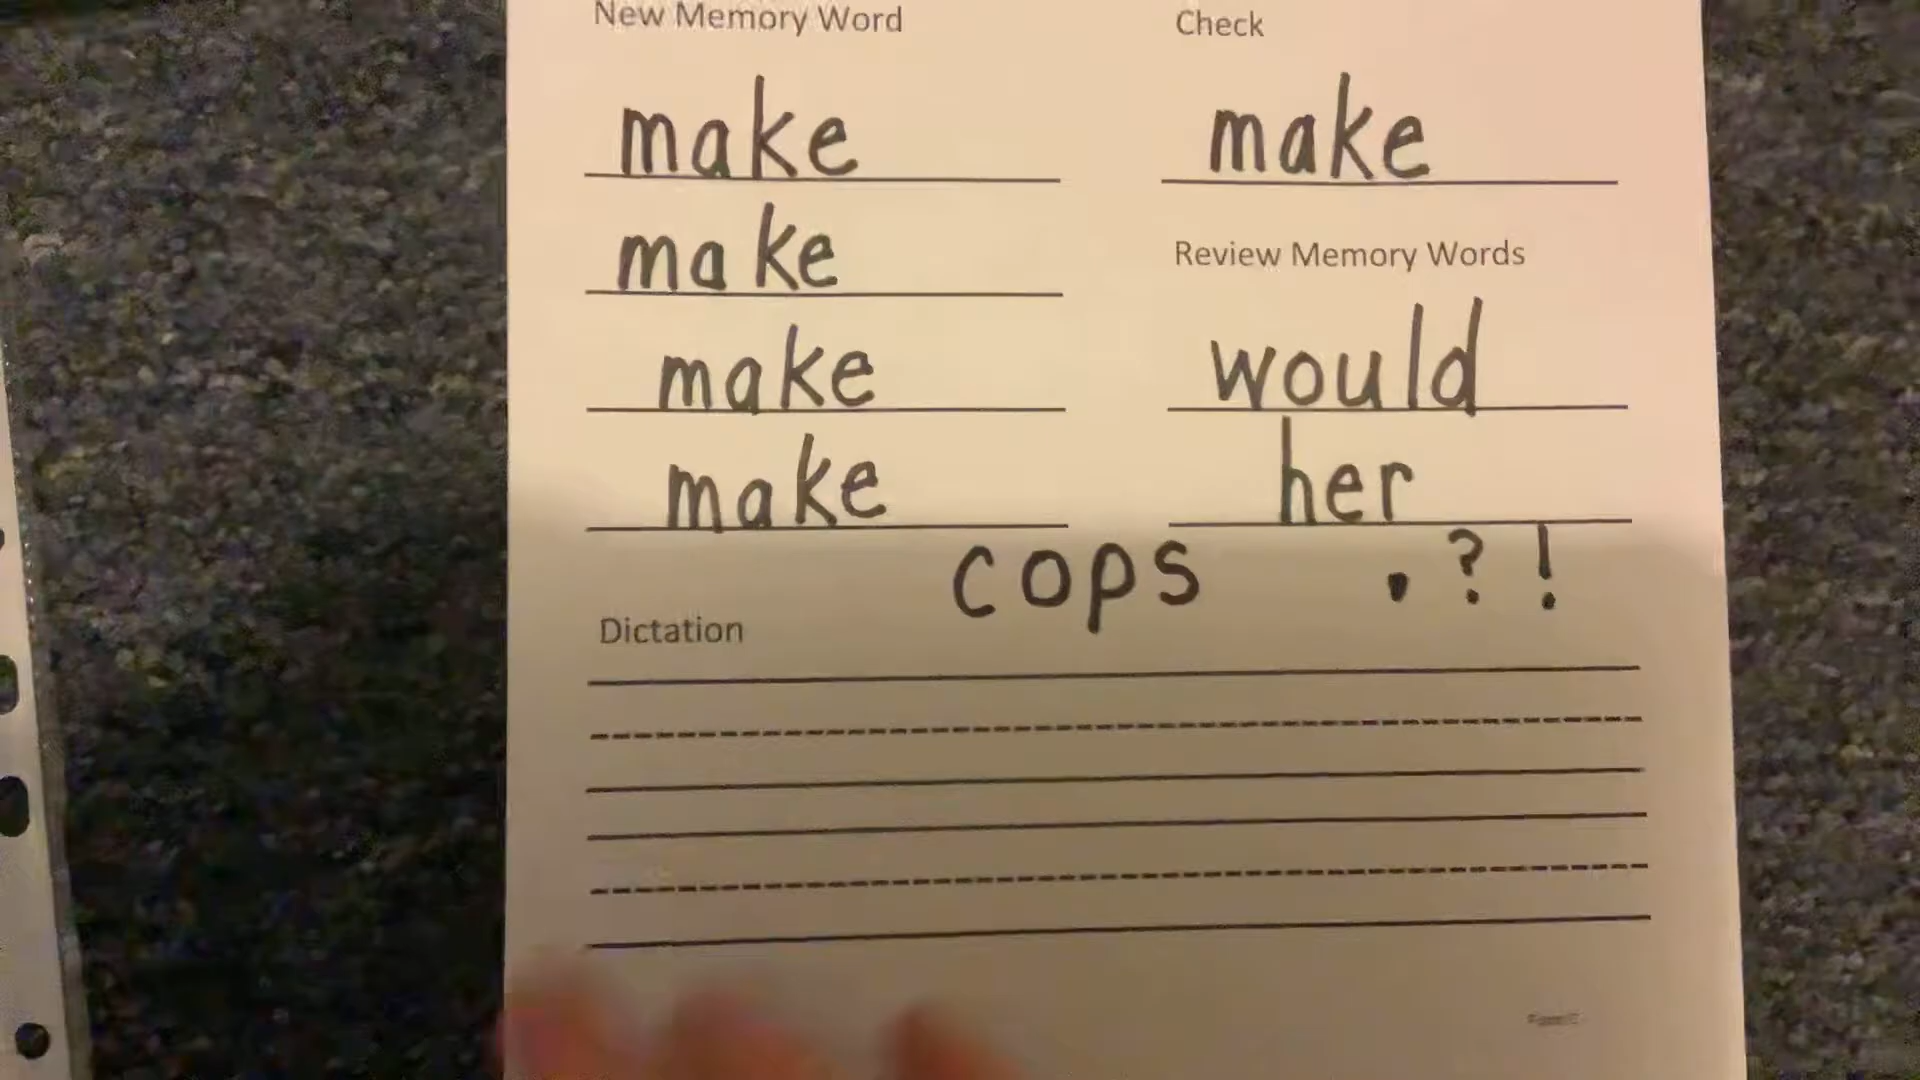 New Memory Word
make
make
make
make
Check
make
Review Memory Words
would
her
cops . ? !
Dictation